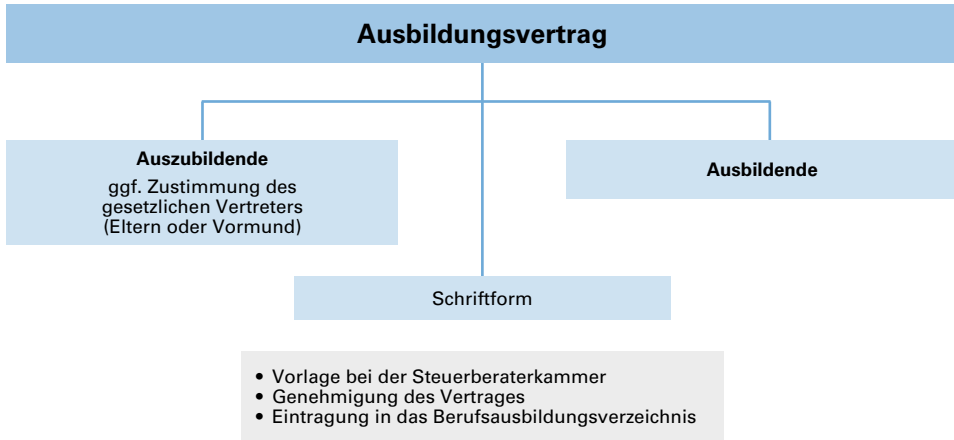 Ausbildungsvertrag
Auszubildende
ggf. Zustimmung des
gesetzlichen Vertreters
(Eltern oder Vormund)
Ausbildende
Schriftform
• Vorlage bei der Steuerberaterkammer
• Genehmigung des Vertrages
• Eintragung in das Berufsausbildungsverzeichnis